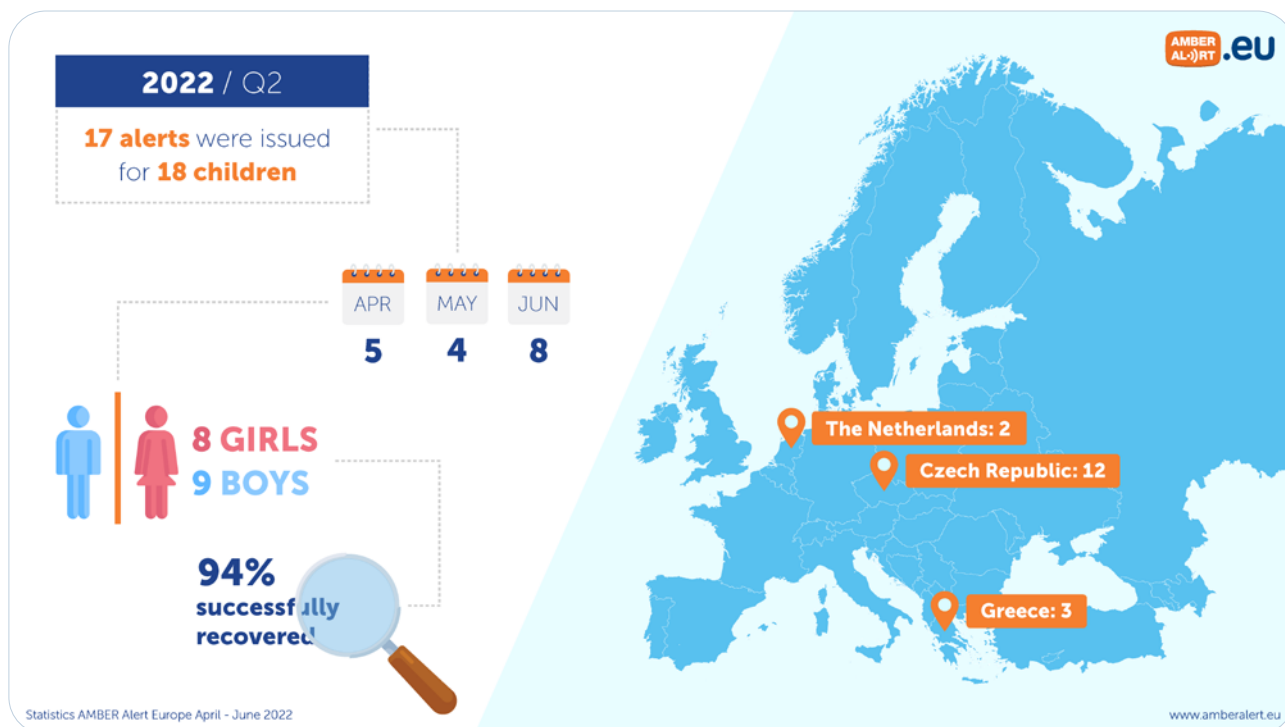 2022 / Q2
17 alerts were issued
for 18 children
APR
MAY
JUN
5
4
8
8 GIRLS
9 BOYS
94%
successfully
recovered
Statistics AMBER Alert Europe April - June 2022
AMBER
AL•))RT
.eu
The Netherlands: 2
Czech Republic: 12
Greece: 3
www.amberalert.eu